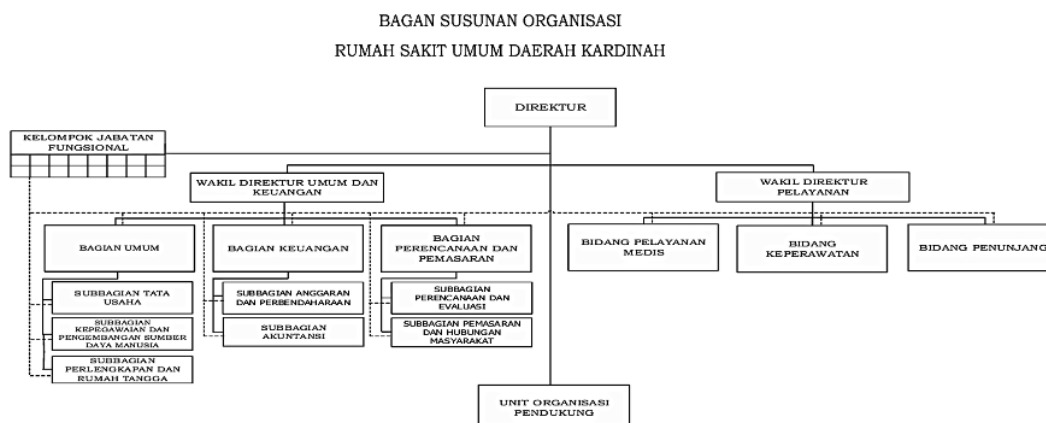 BAGAN SUSUNAN ORGANISASI
RUMAH SAKIT UMUM DAERAH KARDINAH
DIREKTUR
KELOMPOK JABATAN
FUNGSIONAL
WAKIL DIREKTUR UMUM DAN
KEUANGAN
WAKIL DIREKTUR
PELAYANAN
BAGIAN UMUM
BAGIAN KEUANGAN
BAGIAN
PERENCANAAN DAN
PEMASARAN
BIDANG PELAYANAN
MEDIS
BIDANG
KEPERAWATAN
BIDANG PENUNJANG
SUBBAGIAN TATA
USAHA
SUBBAGIAN
KEPEGAWAIAN DAN
PENGEMBANGAN SUMBER
DAYA MANUSIA
SUBBAGIAN
PERLENGKAPAN DAN
RUMAH TANGGA
SUBBAGIAN ANGGARAN
DAN PERBENDAHARAAN
SUBBAGIAN
AKUNTANSI
SUBBAGIAN
PERENCANAAN DAN
EVALUASI
SUBBAGIAN PEMASARAN
DAN HUBUNGAN
MASYARAKAT
UNIT ORGANISASI
PENDUKUNG